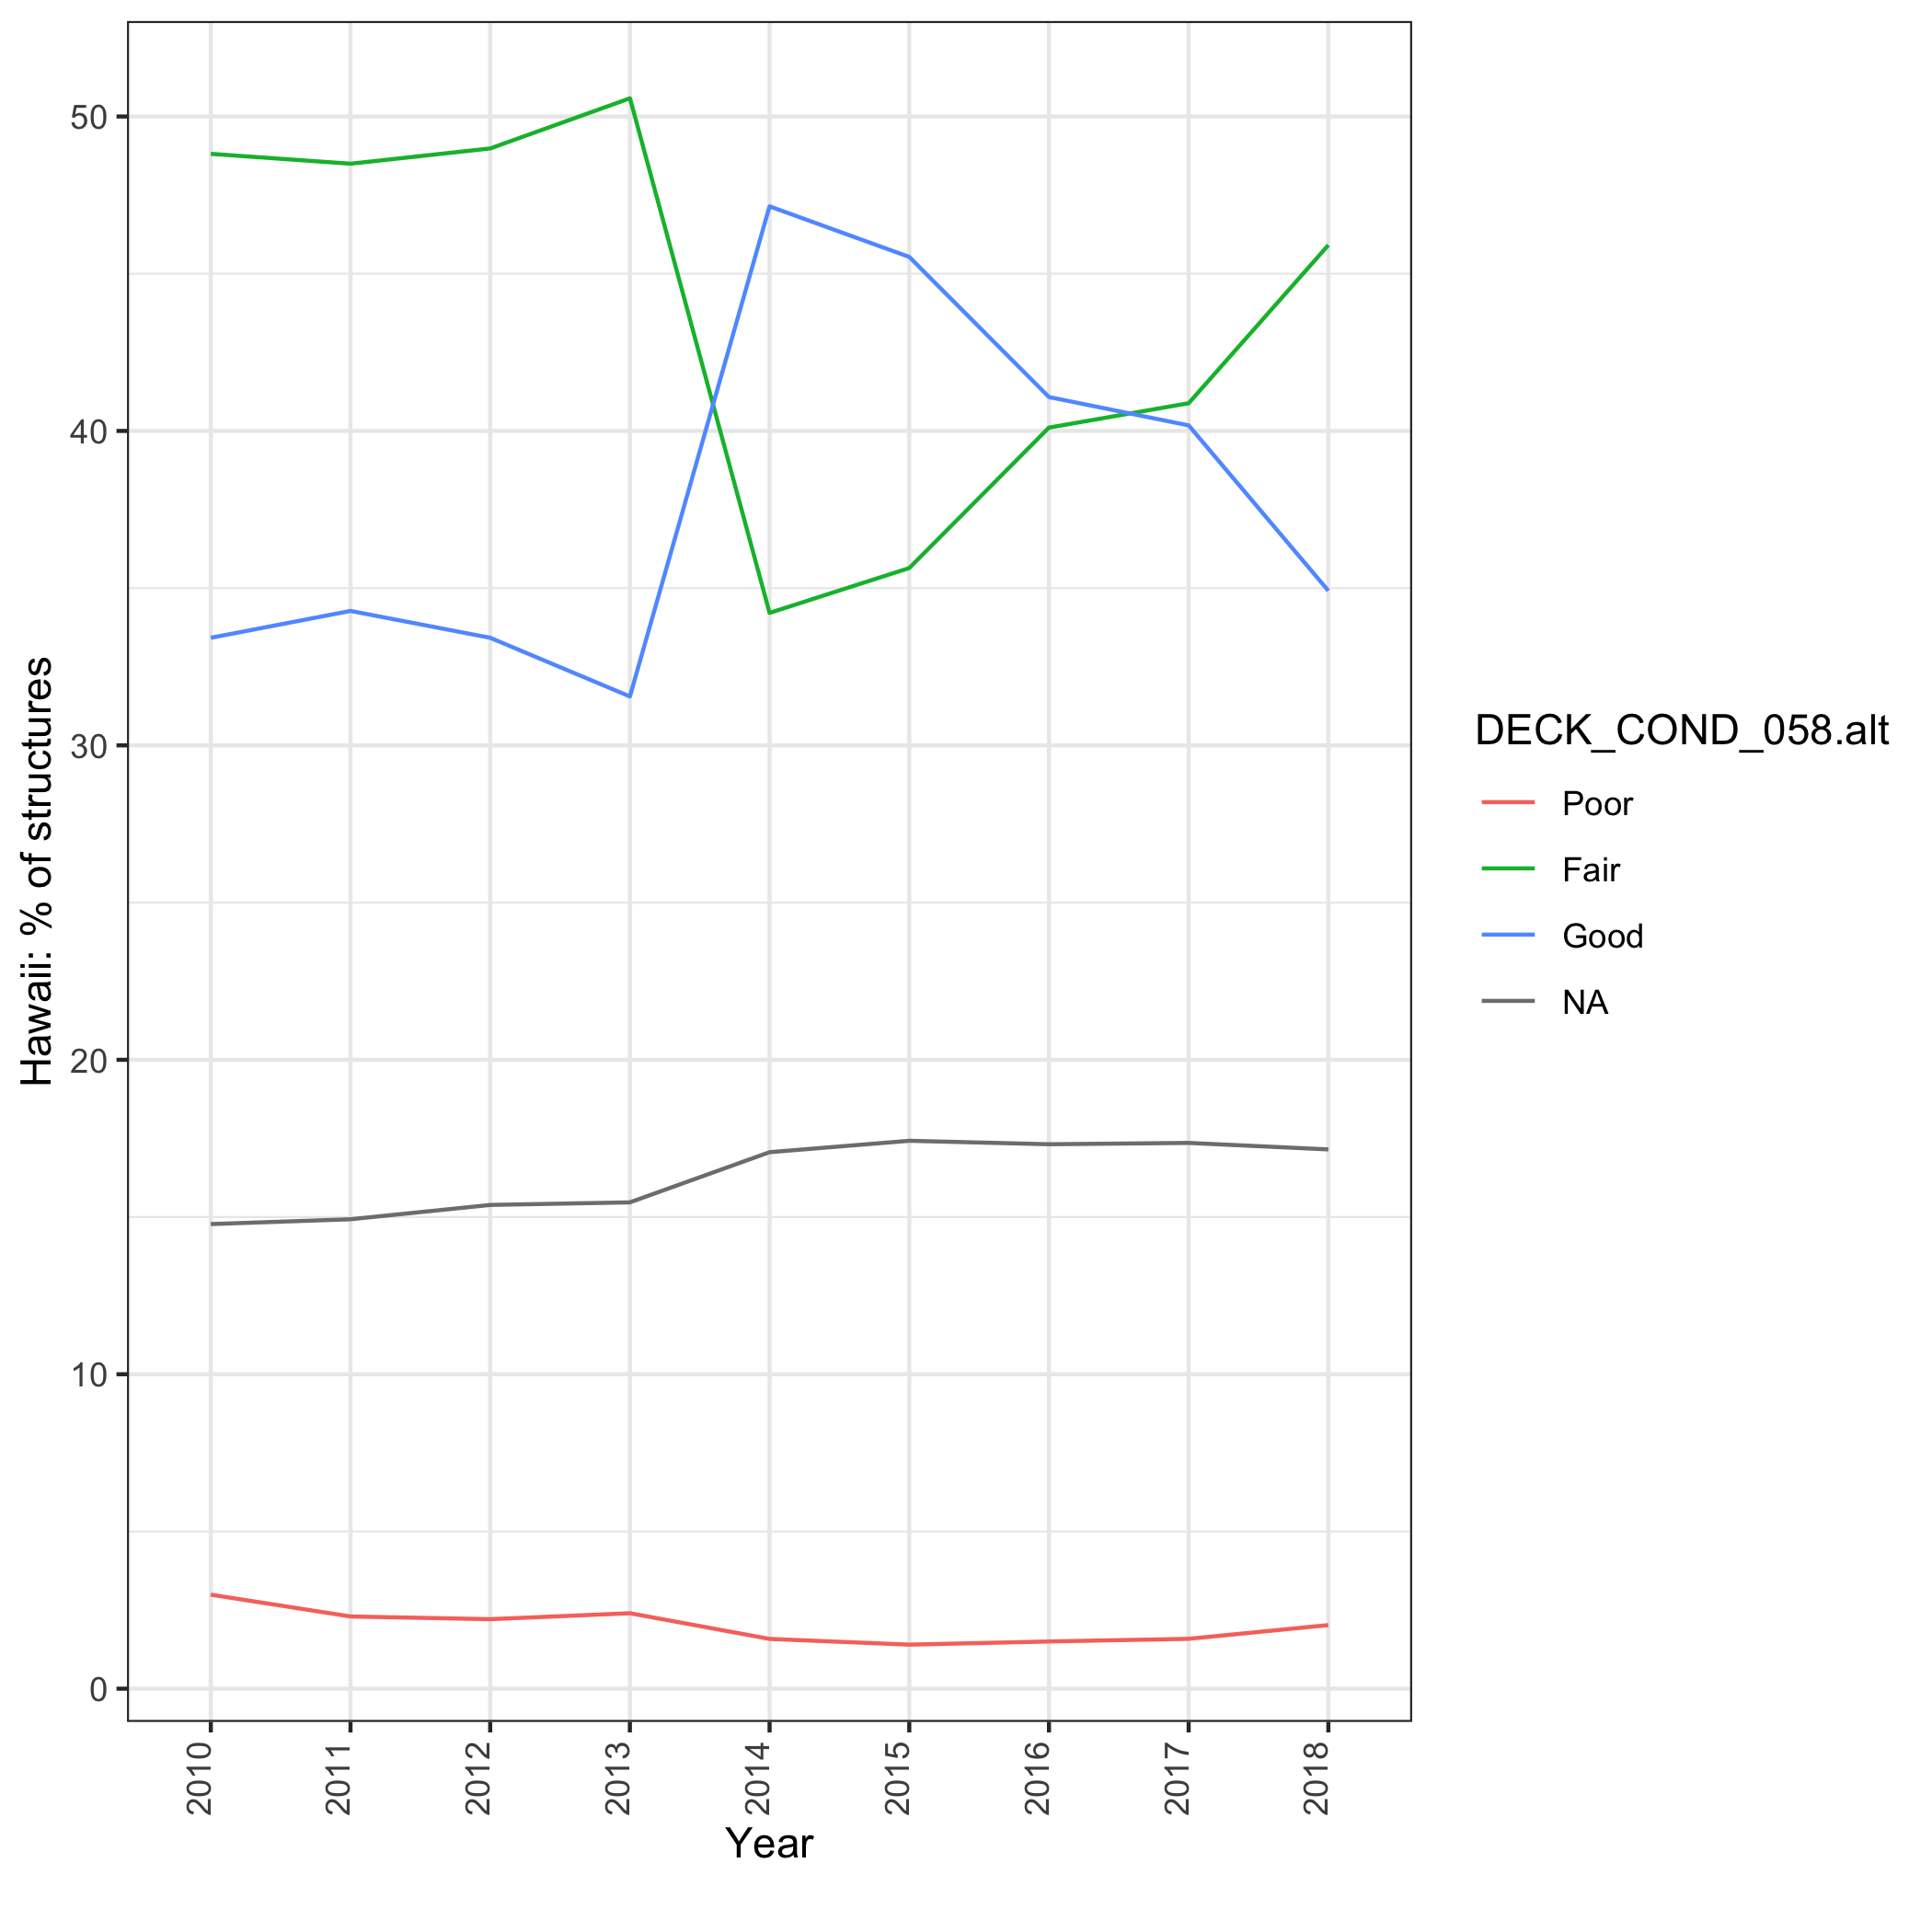 Hawaii: % of structures
50
40
30
20
10
0
2010
2011
2012
2013
2014
2015
2016
2017
2018
Year
DECK_COND_058.alt
Poor
Fair
Good
NA